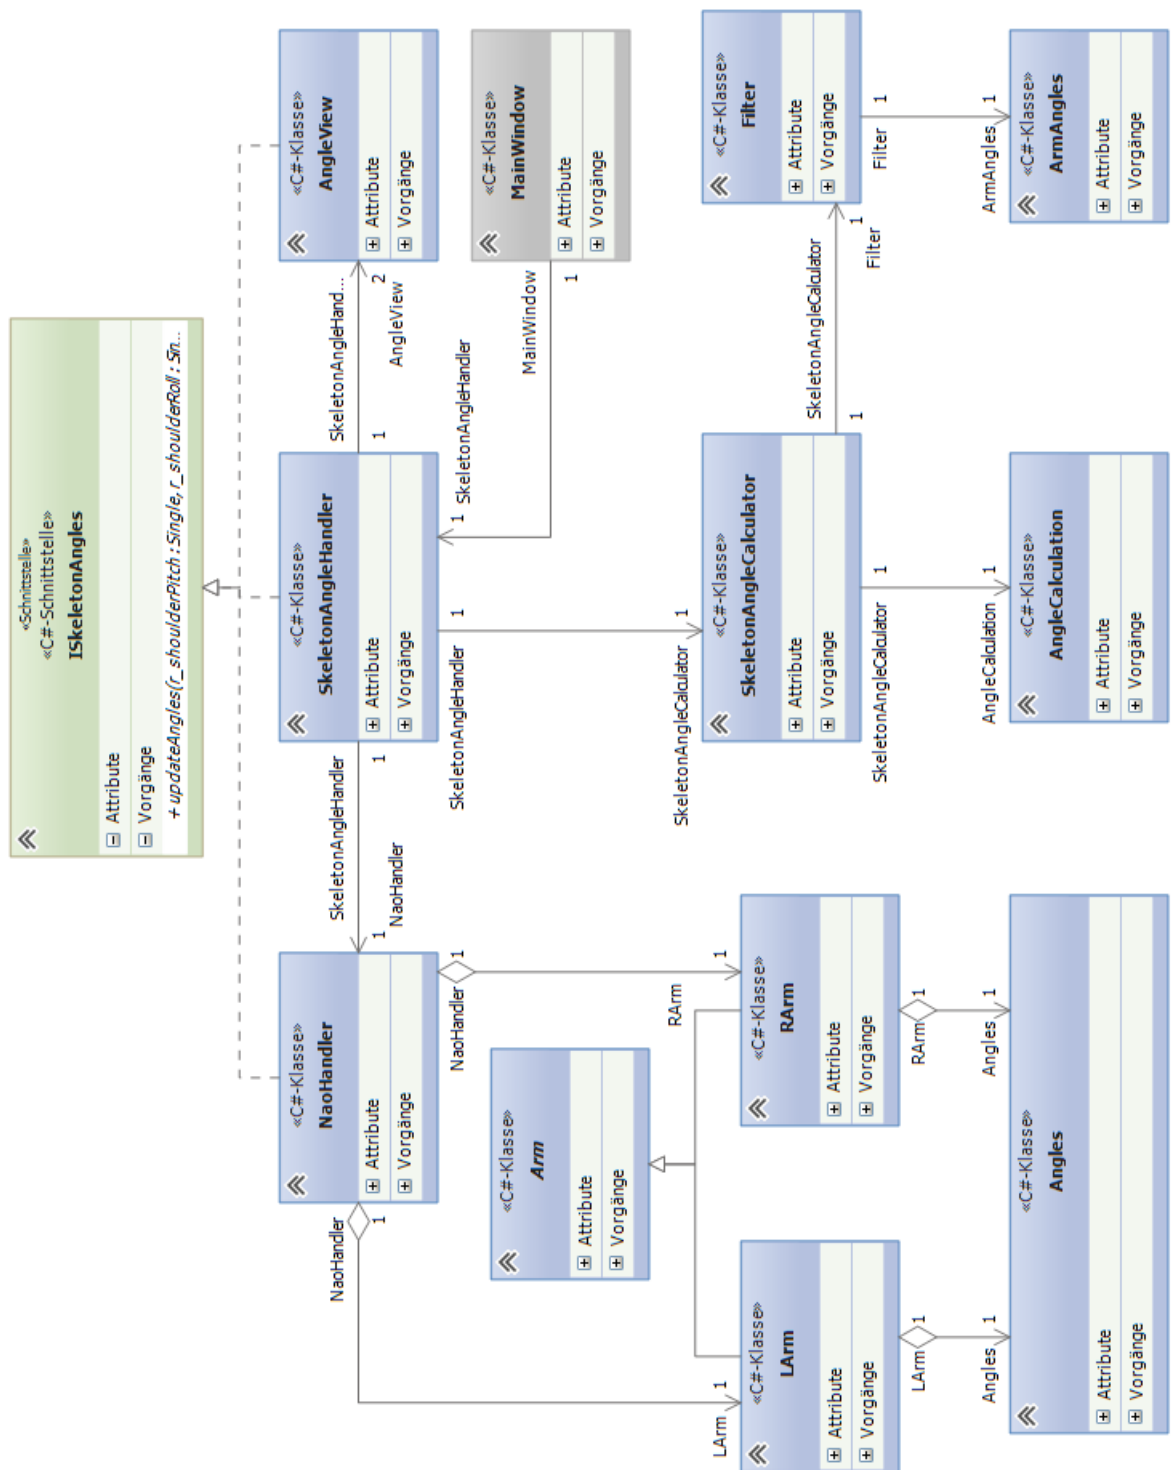 «Schnittstelle»
«C#-Schnittstelle»
ISkeletonAngles
Attribute
Vorgänge
+ updateAngles(r_shoulderPitch : Single, r_shoulderRoll : Sin...
«C#-Klasse»
NaoHandler
Attribute
Vorgänge
«C#-Klasse»
SkeletonAngleHandler
Attribute
Vorgänge
«C#-Klasse»
AngleView
Attribute
Vorgänge
SkeletonAngleHandler
1
1
NaoHandler
SkeletonAngleHand...
1
2
AngleView
«C#-Klasse»
MainWindow
Attribute
Vorgänge
MainWindow
1
SkeletonAngleHandler
1
NaoHandler
1
NaoHandler
1
SkeletonAngleHandler
1
«C#-Klasse»
Arm
Attribute
Vorgänge
LArm
1
RArm
1
SkeletonAngleCalculator
1
«C#-Klasse»
LArm
Attribute
Vorgänge
«C#-Klasse»
RArm
Attribute
Vorgänge
«C#-Klasse»
SkeletonAngleCalculator
Attribute
Vorgänge
«C#-Klasse»
Filter
Attribute
Vorgänge
SkeletonAngleCalculator
1
1
Filter
LArm
1
Angles
1
RArm
1
Angles
1
SkeletonAngleCalculator
1
AngleCalculation
1
Filter
1
ArmAngles
1
«C#-Klasse»
Angles
Attribute
Vorgänge
«C#-Klasse»
AngleCalculation
Attribute
Vorgänge
«C#-Klasse»
ArmAngles
Attribute
Vorgänge